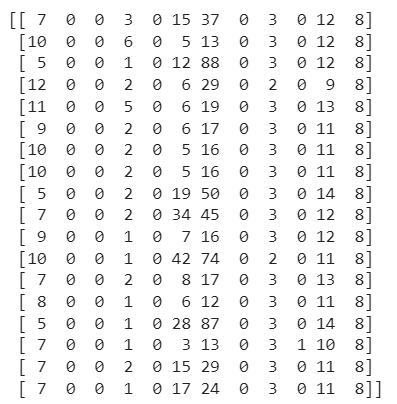 [[ 7  0  0  3  0 15 37  0  3  0 12  8]
 [10  0  0  6  0  5 13  0  3  0 12  8]
 [ 5  0  0  1  0 12 88  0  3  0 12  8]
 [12  0  0  2  0  6 29  0  2  0  9  8]
 [11  0  0  5  0  6 19  0  3  0 13  8]
 [ 9  0  0  2  0  6 17  0  3  0 11  8]
 [10  0  0  2  0  5 16  0  3  0 11  8]
 [10  0  0  2  0  5 16  0  3  0 11  8]
 [ 5  0  0  2  0 19 50  0  3  0 14  8]
 [ 7  0  0  2  0 34 45  0  3  0 12  8]
 [ 9  0  0  1  0  7 16  0  3  0 12  8]
 [10  0  0  1  0 42 74  0  2  0 11  8]
 [ 7  0  0  2  0  8 17  0  3  0 13  8]
 [ 8  0  0  1  0  6 12  0  3  0 11  8]
 [ 5  0  0  1  0 28 87  0  3  0 14  8]
 [ 7  0  0  1  0  3 13  0  3  1 10  8]
 [ 7  0  0  2  0 15 29  0  3  0 11  8]
 [ 7  0  0  1  0 17 24  0  3  0 11  8]]